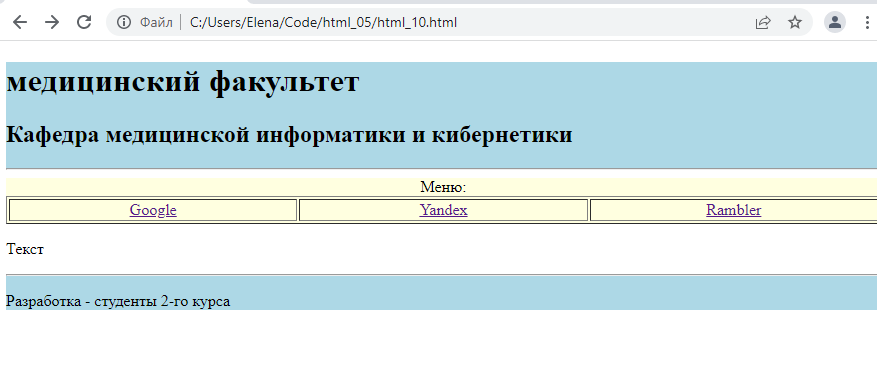 Файл | C:/Users/Elena/Code/html_05/html_10.html
медицинский факультет
Кафедра медицинской информатики и кибернетики
Меню:
Google Yandex Rambler
Текст
Разработка - студенты 2-го курса